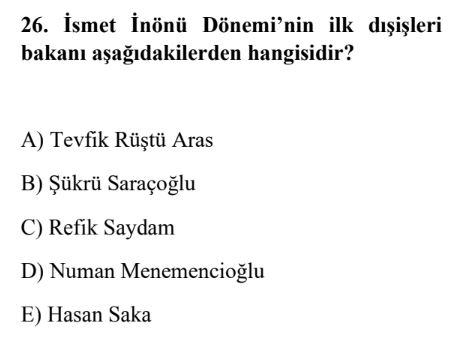 26. İsmet İnönü Dönemi’nin ilk dışişleri
bakanı aşağıdakilerden hangisidir?
A) Tevfik Rüştü Aras
B) Şükrü Saraçoğlu
C) Refik Saydam
D) Numan Menemencioğlu
E) Hasan Saka